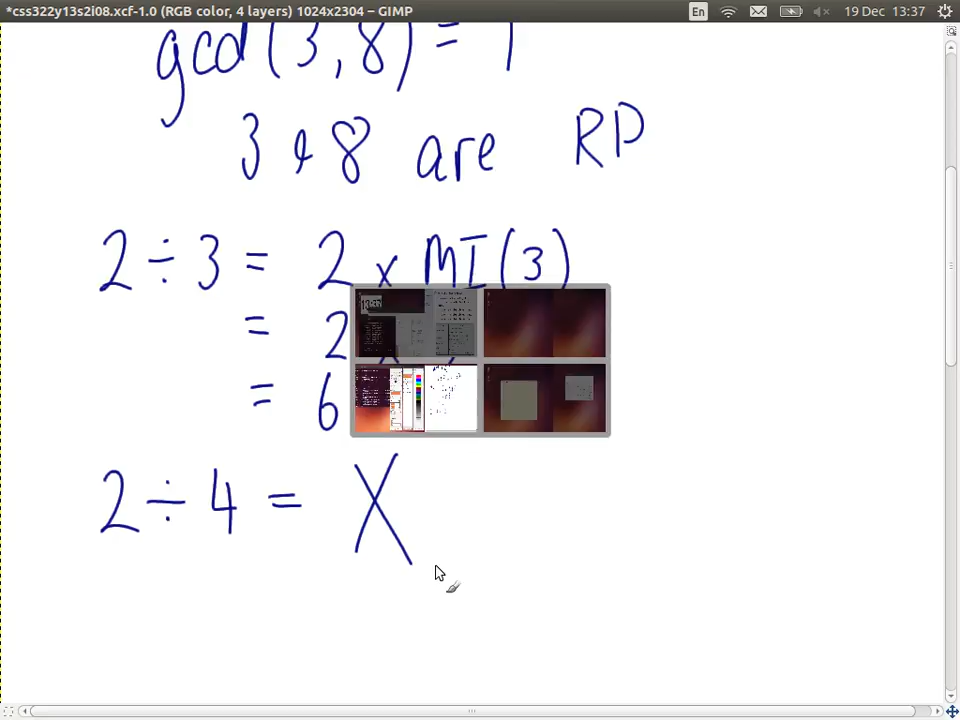 *css322y13s2i08.xcf-1.0 (RGB color, 4 layers) 1024x2304 – GIMP
En
19 Dec 13:37
gcd(3,8) = 1
3 & 8 are RP
2 ÷ 3 = 2 x MI(3)
= 2
= 6
2 ÷ 4 = X